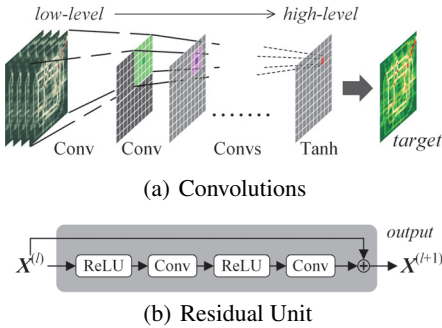 low-level high-level
Conv Conv Convs Tanh target
(a) Convolutions
output
X(l) ReLU Conv ReLU Conv + X(l+1)
(b) Residual Unit